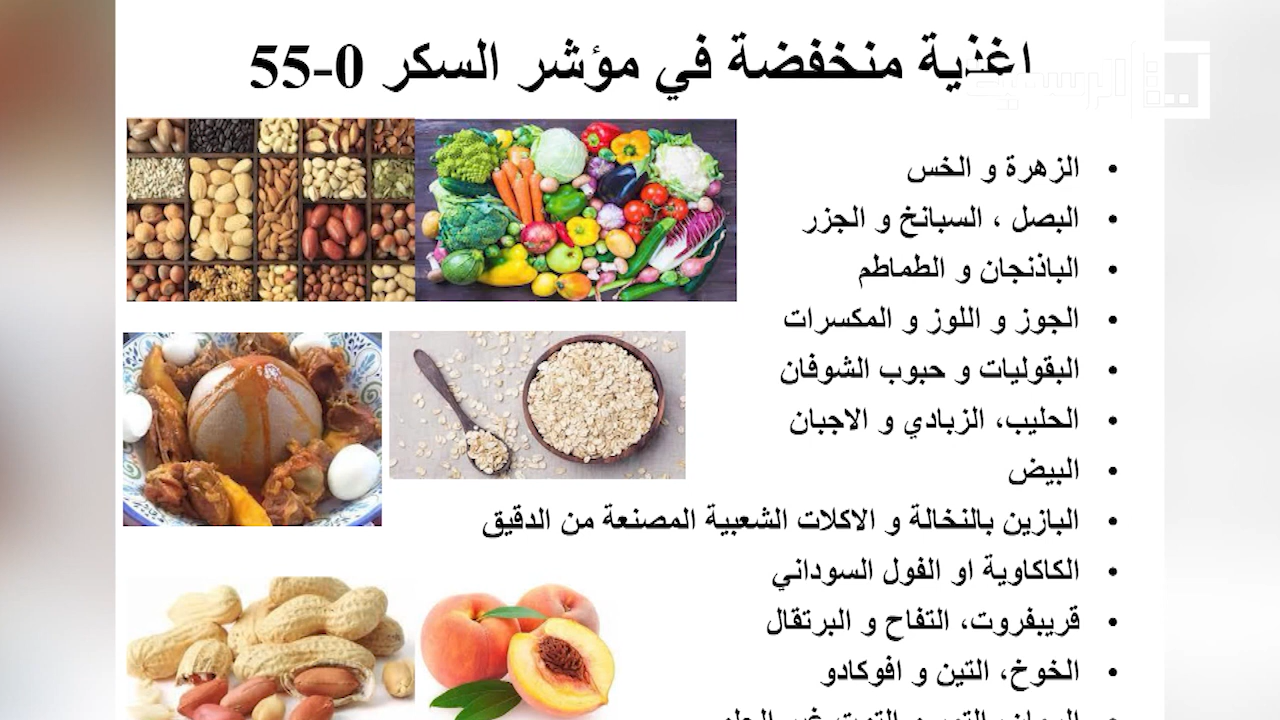 اغذية منخفضة في مؤشر السكر 0-55
الرسمية
• الزهرة و الخس
• البصل ، السبانخ و الجزر
• الباذنجان و الطماطم
• الجوز و اللوز و المكسرات
• البقوليات و حبوب الشوفان
• الحليب، الزبادي و الاجبان
• البيض
• البازين بالنخالة و الاكلات الشعبية المصنعة من الدقيق
• الكاكاوية او الفول السوداني
• قريبفروت، التفاح و البرتقال
• الخوخ، التين و افوكادو